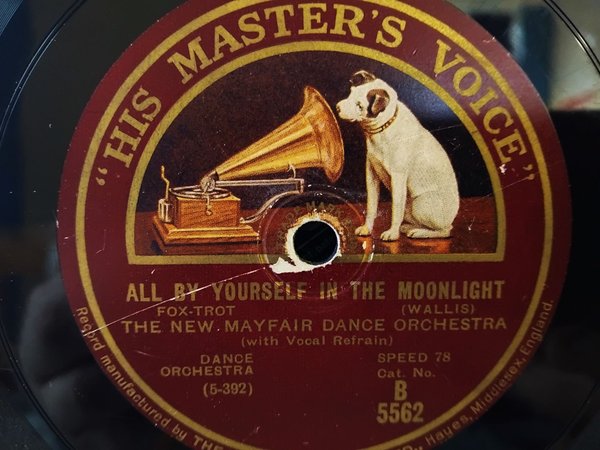 "HIS MASTER'S VOICE"
ALL BY YOURSELF IN THE MOONLIGHT
FOX-TROT (WALLIS)
THE NEW MAYFAIR DANCE ORCHESTRA
(with Vocal Refrain)
DANCE ORCHESTRA
(5-392)
SPEED 78
Cat. No.
B
5562
Record manufactured by THE
Hayes, Middlesex, England.